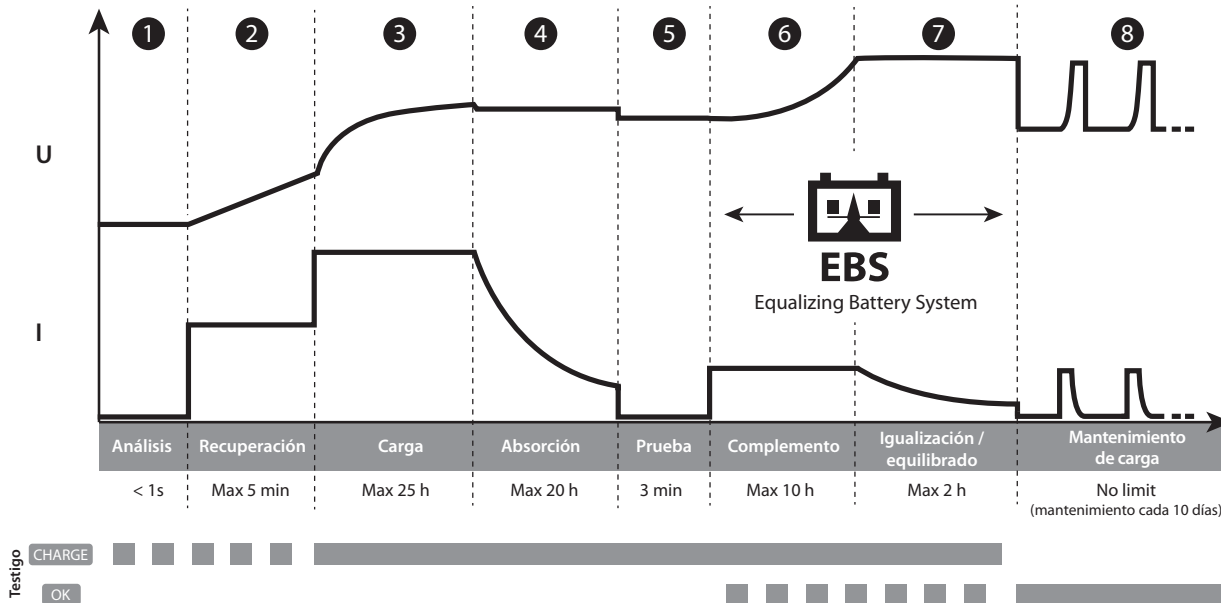 1 2 3 4 5 6 7 8
U
EBS
Equalizing Battery System
I
Análisis Recuperación Carga Absorción Prueba Complemento Igualización / equilibrado Mantenimiento de carga
< 1s Max 5 min Max 25 h Max 20 h 3 min Max 10 h Max 2 h No limit
(mantenimiento cada 10 días)
Testigo
CHARGE
OK